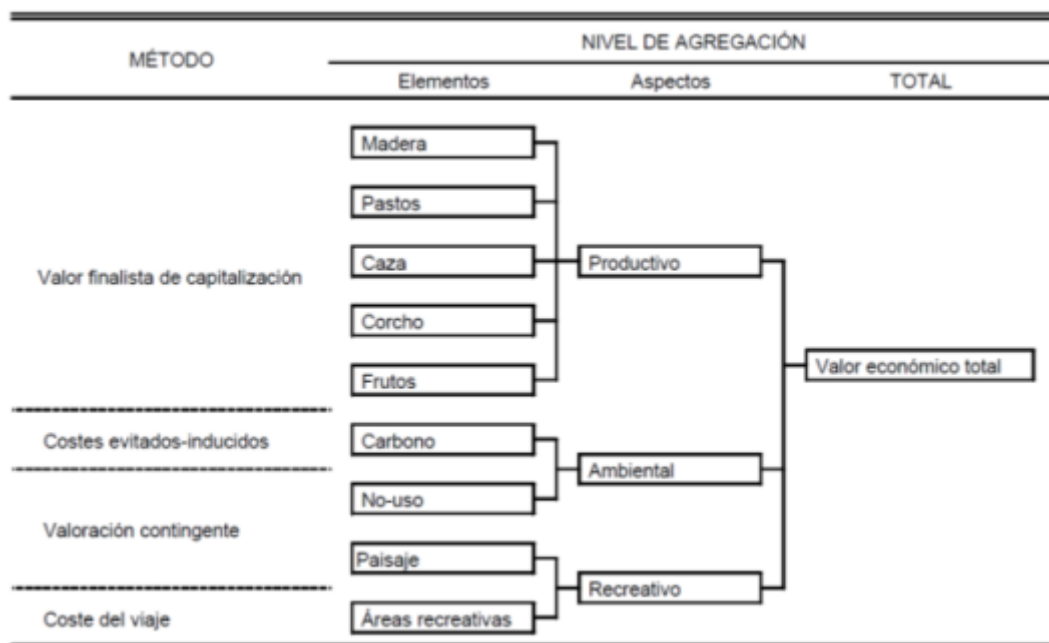 MÉTODO
NIVEL DE AGREGACIÓN
Elementos
Aspectos
TOTAL
Madera
Pastos
Valor finalista de capitalización
Caza
Productivo
Corcho
Valor económico total
Frutos
Costes evitados-inducidos
Carbono
Ambiental
No-uso
Valoración contingente
Paisaje
Recreativo
Coste del viaje
Áreas recreativas